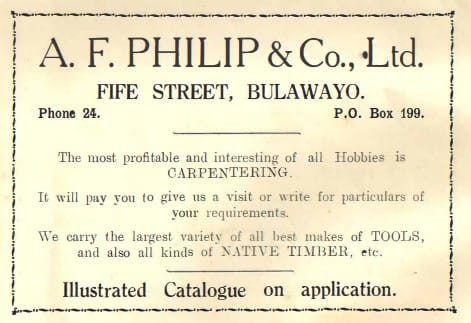 A. F. PHILIP & Co., Ltd.
FIFE STREET, BULAWAYO.
Phone 24. P.O. Box 199.
The most profitable and interesting of all Hobbies is
CARPENTERING.
It will pay you to give us a visit or write for particulars of
your requirements.
We carry the largest variety of all best makes of TOOLS,
and also all kinds of NATIVE TIMBER, etc.
Illustrated Catalogue on application.